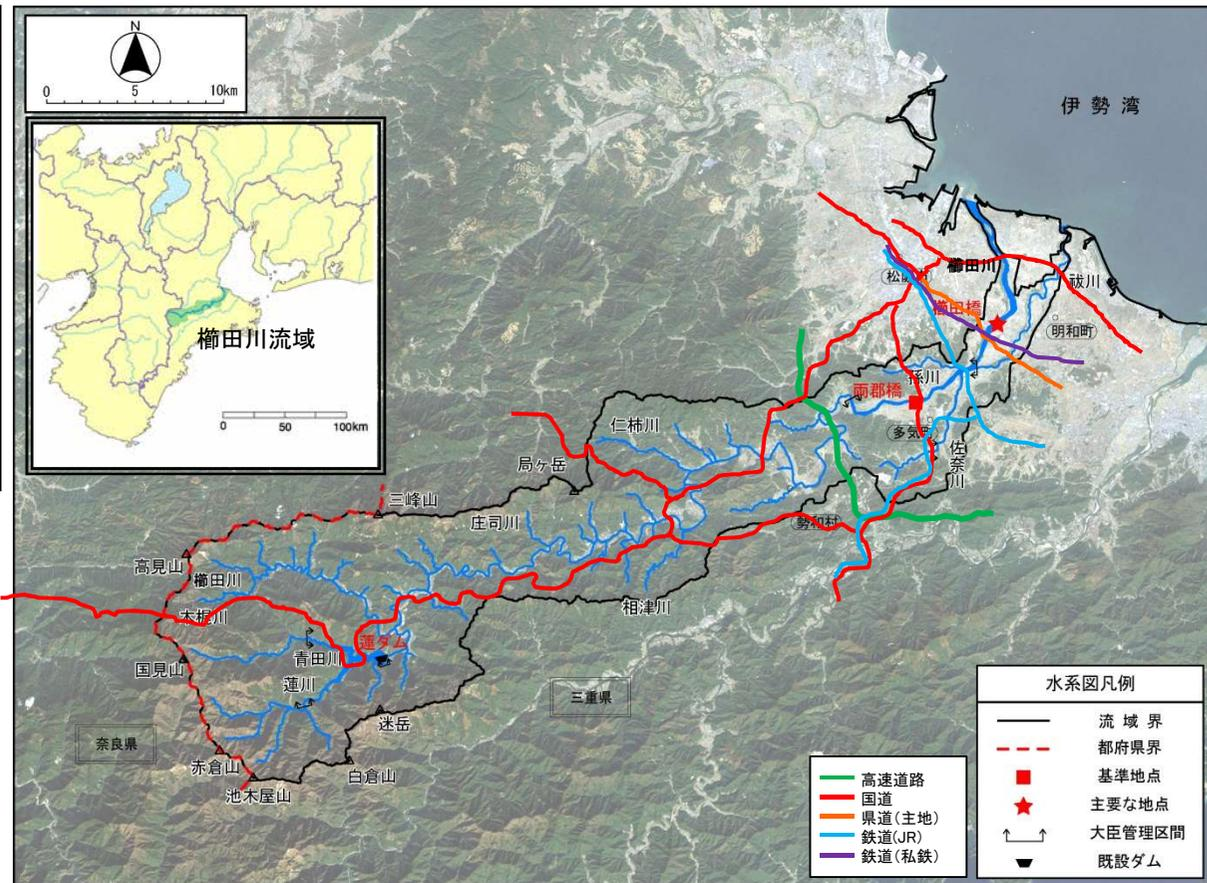 N
0 5 10km
櫛田川流域
0 50 100km
伊勢湾
櫛田川
祓川
櫛田橋
明和町
孫川
両郡橋
佐奈川
仁柿川
局ヶ岳
三峰山
庄司川
勢和村
高見山
櫛田川
木梶川
相津川
蓮ダム
青田川
国見山
蓮川
三重県
迷岳
奈良県
赤倉山
白倉山
池木屋山
高速道路
国道
県道(主地)
鉄道(JR)
鉄道(私鉄)
水系図凡例
流域界
都府県界
基準地点
主要な地点
大臣管理区間
既設ダム